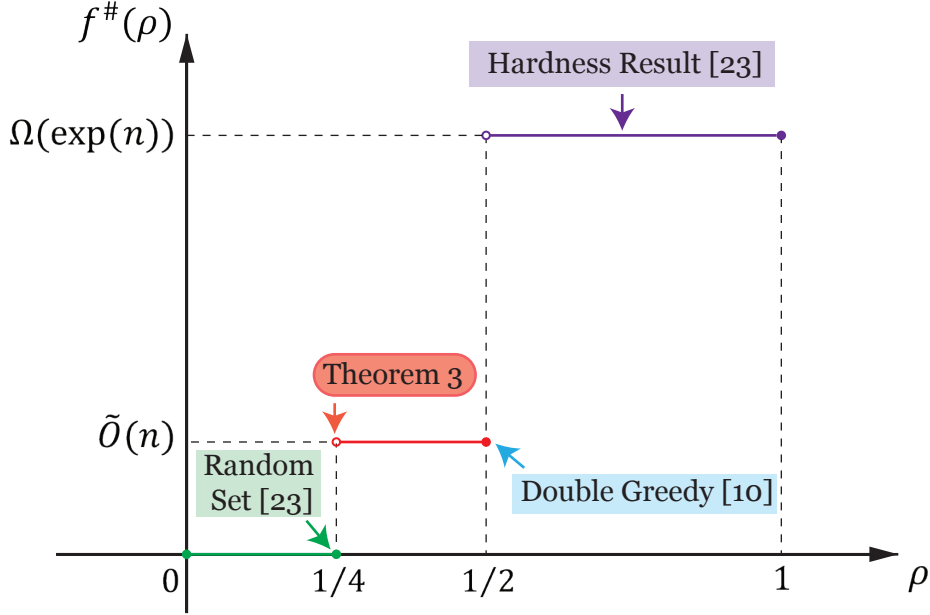 f^#(ρ)
Hardness Result [23]
Ω(exp(n))
Theorem 3
Õ(n)
Random
Set [23]
Double Greedy [10]
0
1/4
1/2
1
ρ